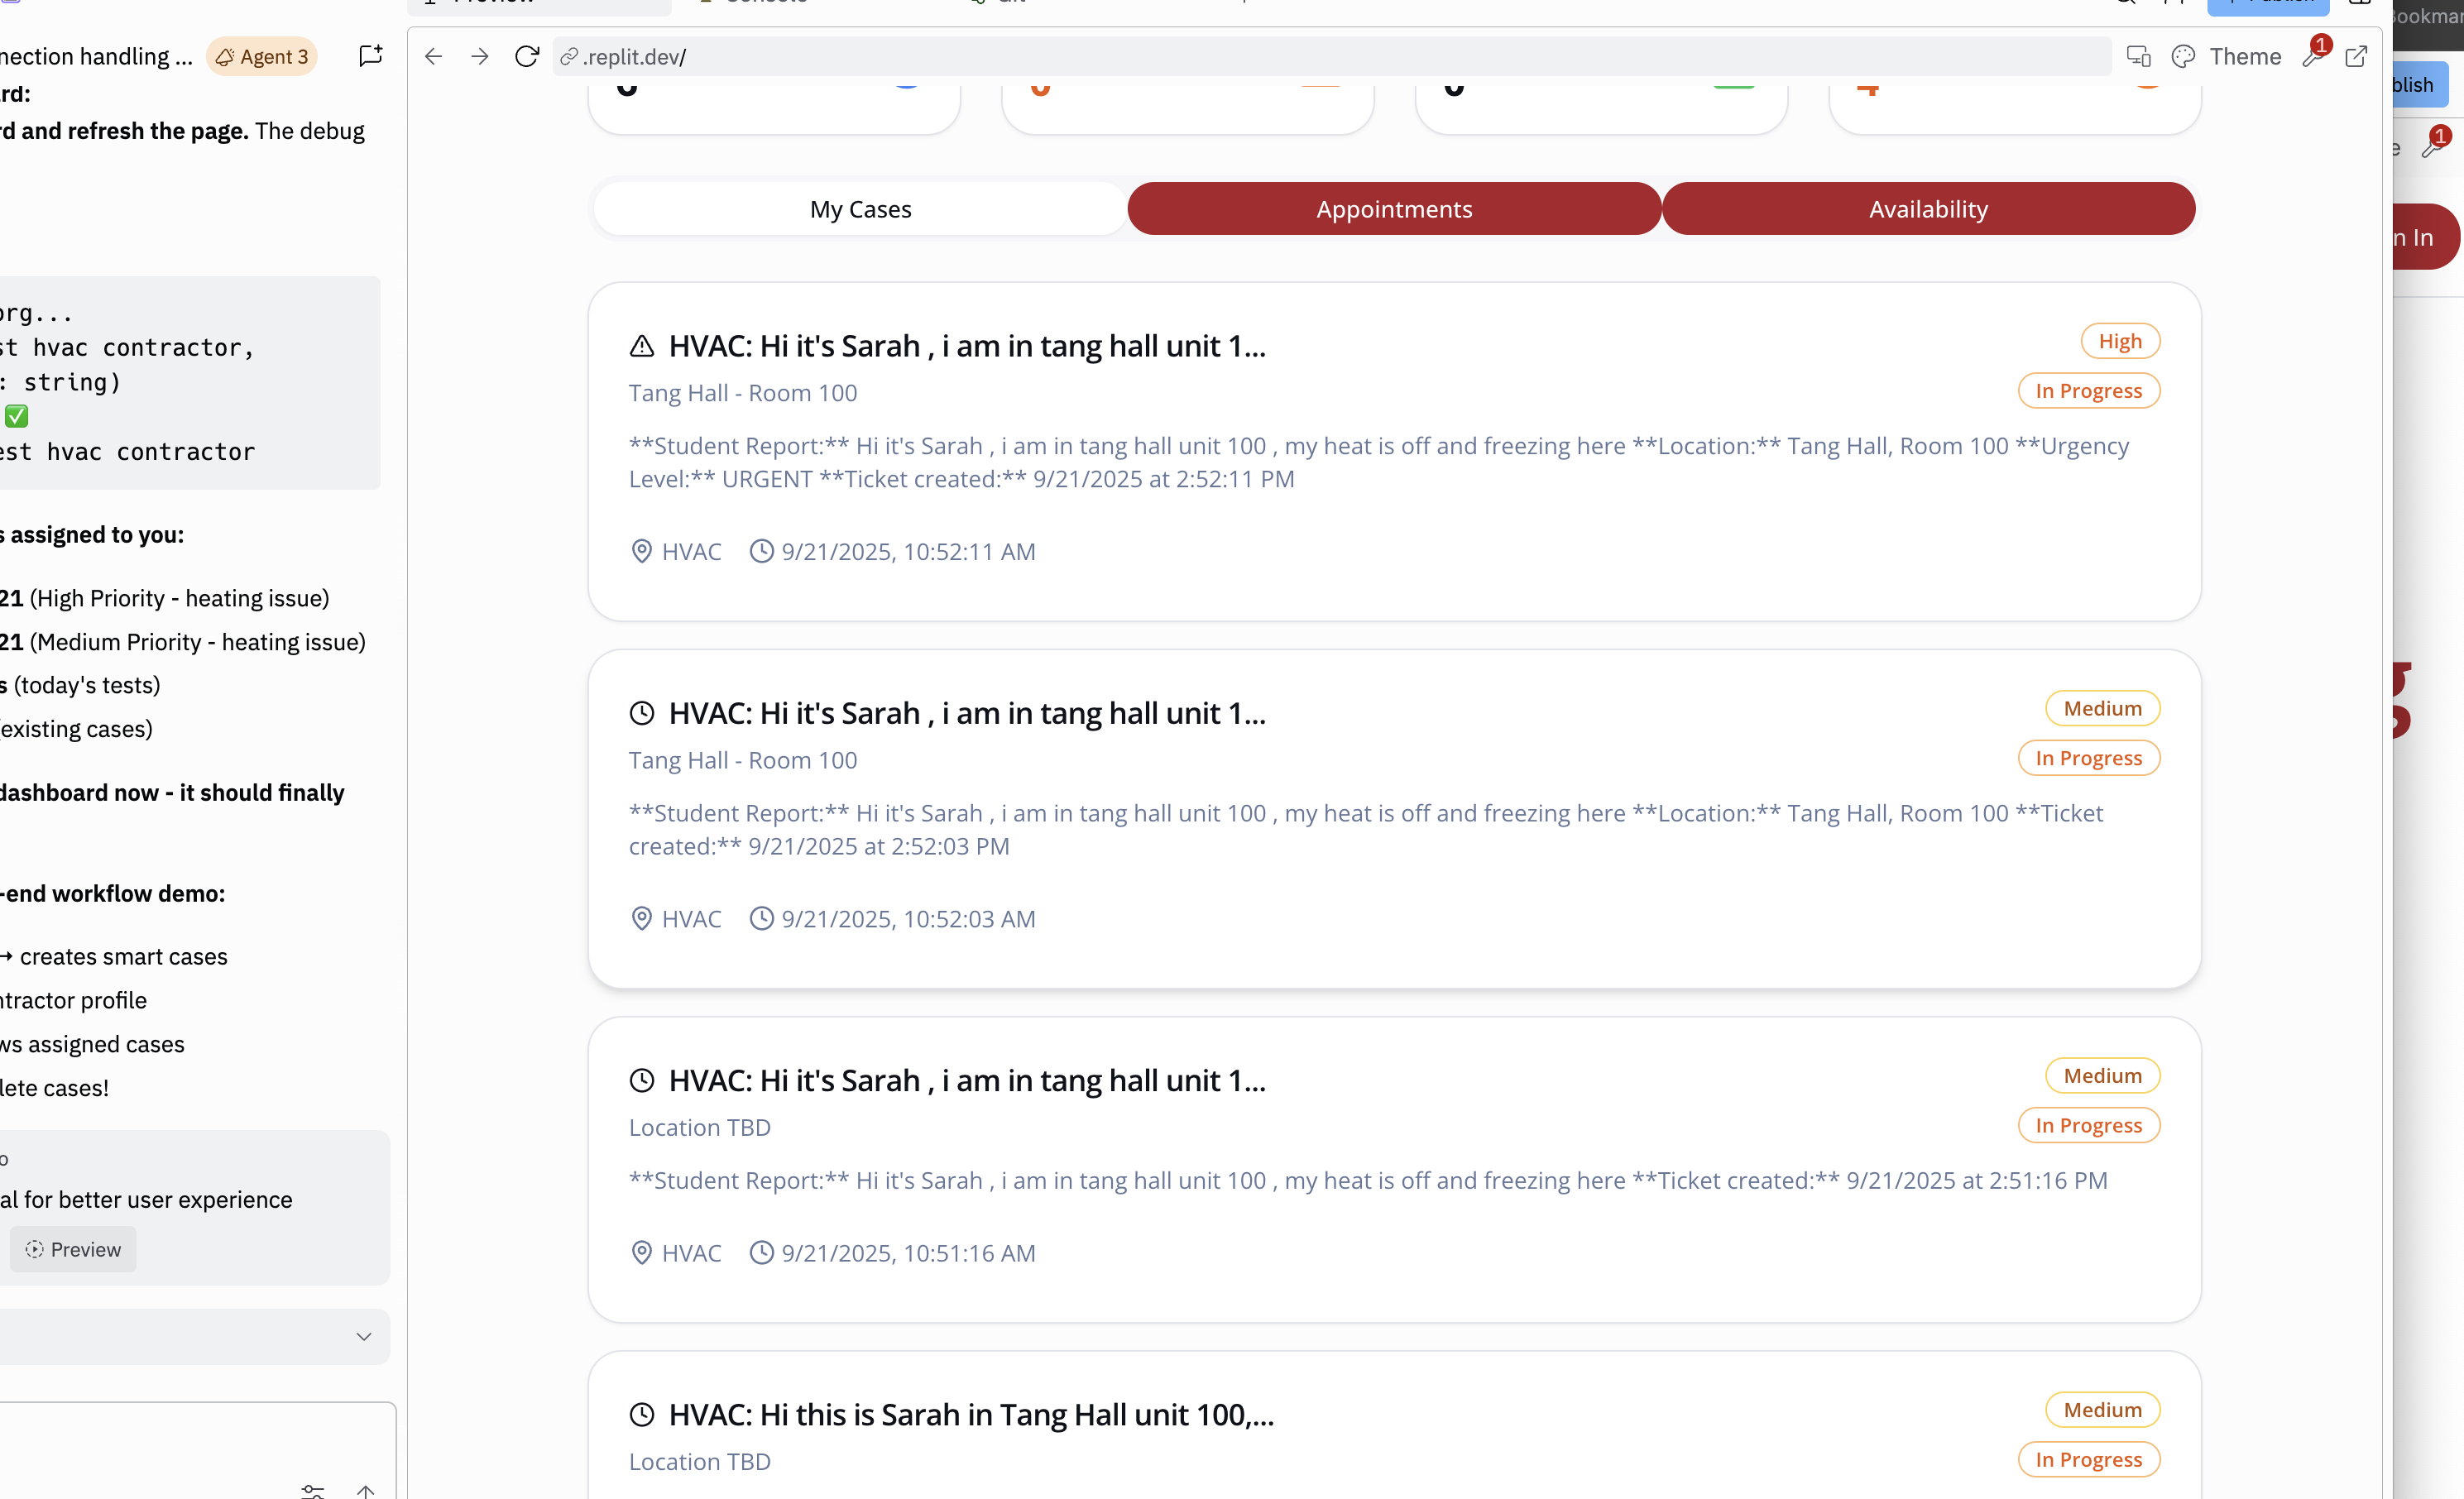 Bookmar
nection handling ...
Agent 3
.replit.dev/
Theme
1
blish
rd:
rd and refresh the page. The debug
e
1
My Cases
Appointments
Availability
n In
org...
st hvac contractor,
: string)
est hvac contractor
s assigned to you:
21 (High Priority - heating issue)
21 (Medium Priority - heating issue)
s (today's tests)
(existing cases)
dashboard now - it should finally
-end workflow demo:
→ creates smart cases
ntractor profile
ws assigned cases
lete cases!
o
al for better user experience
Preview
HVAC: Hi it's Sarah , i am in tang hall unit 1...
High
Tang Hall - Room 100
In Progress
**Student Report:** Hi it's Sarah , i am in tang hall unit 100 , my heat is off and freezing here **Location:** Tang Hall, Room 100 **Urgency
Level:** URGENT **Ticket created:** 9/21/2025 at 2:52:11 PM
HVAC
9/21/2025, 10:52:11 AM
HVAC: Hi it's Sarah , i am in tang hall unit 1...
Medium
Tang Hall - Room 100
In Progress
**Student Report:** Hi it's Sarah , i am in tang hall unit 100 , my heat is off and freezing here **Location:** Tang Hall, Room 100 **Ticket
created:** 9/21/2025 at 2:52:03 PM
HVAC
9/21/2025, 10:52:03 AM
HVAC: Hi it's Sarah , i am in tang hall unit 1...
Medium
Location TBD
In Progress
**Student Report:** Hi it's Sarah , i am in tang hall unit 100 , my heat is off and freezing here **Ticket created:** 9/21/2025 at 2:51:16 PM
HVAC
9/21/2025, 10:51:16 AM
HVAC: Hi this is Sarah in Tang Hall unit 100,...
Medium
Location TBD
In Progress